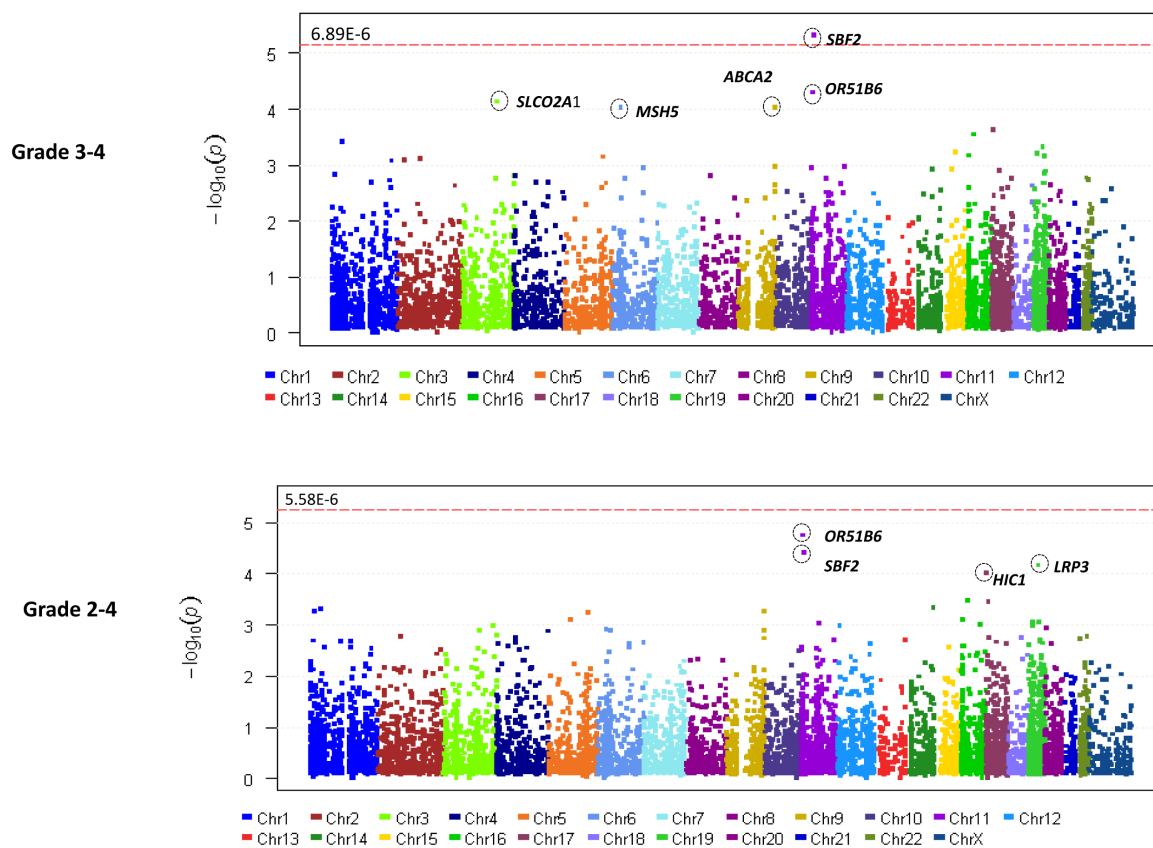 6.89E-6
SBF2
ABCA2
OR51B6
SLCO2A1
MSH5
Grade 3-4
− log10(p)
5
4
3
2
1
0
Chr1 Chr2 Chr3 Chr4 Chr5 Chr6 Chr7 Chr8 Chr9 Chr10 Chr11 Chr12
Chr13 Chr14 Chr15 Chr16 Chr17 Chr18 Chr19 Chr20 Chr21 Chr22 ChrX
5.58E-6
OR51B6
SBF2
HIC1
LRP3
Grade 2-4
− log10(p)
5
4
3
2
1
0
Chr1 Chr2 Chr3 Chr4 Chr5 Chr6 Chr7 Chr8 Chr9 Chr10 Chr11 Chr12
Chr13 Chr14 Chr15 Chr16 Chr17 Chr18 Chr19 Chr20 Chr21 Chr22 ChrX